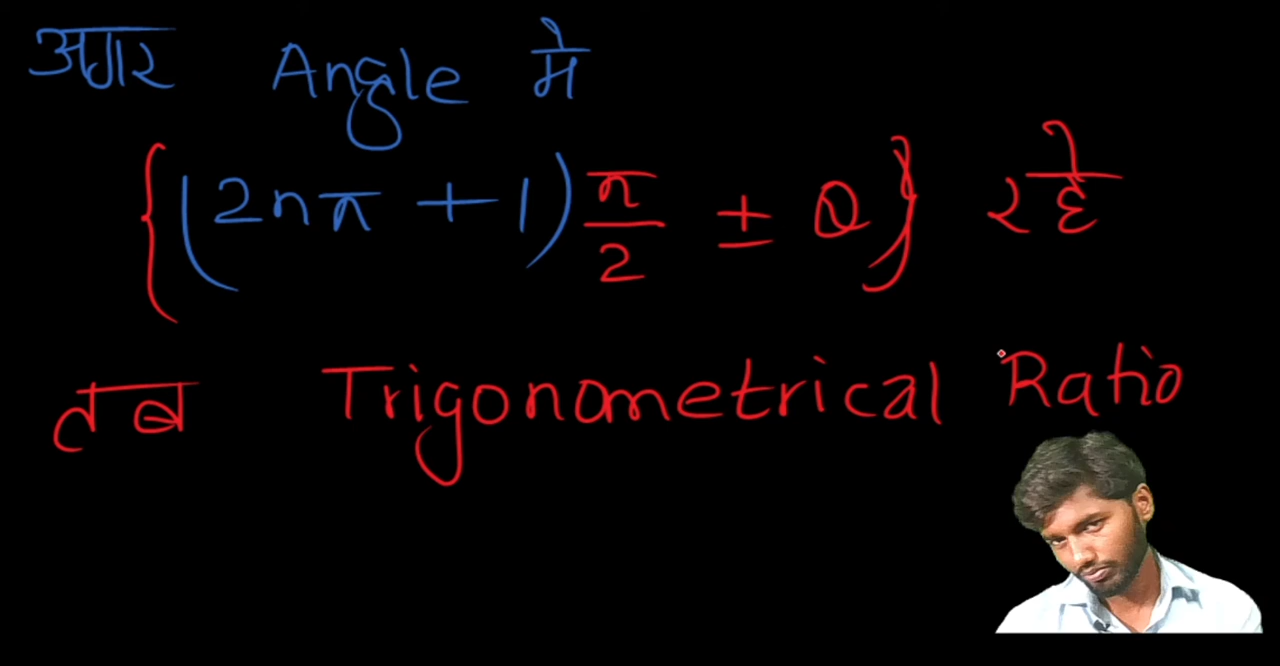 अगर Angle में
{(2nπ + 1) π/2 ± θ} रहे
तब Trigonometrical Ratio